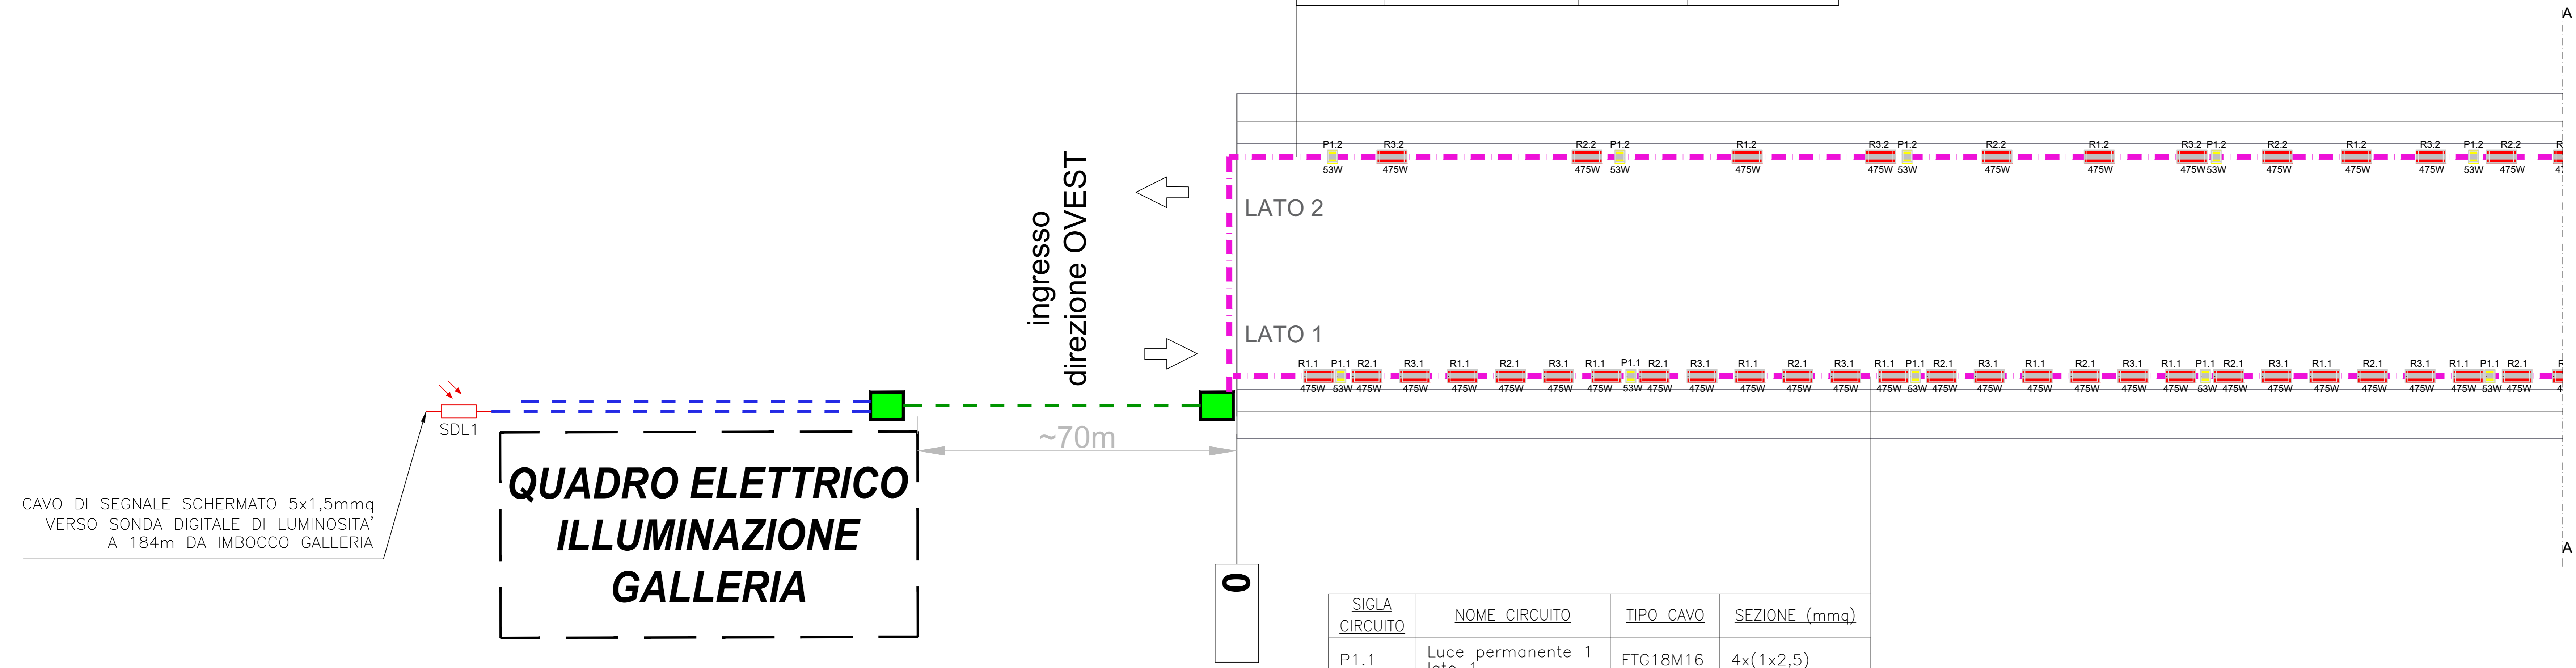 A
P1.2 R3.2 R2.2 P1.2 R1.2 R3.2 P1.2 R2.2 R1.2 R3.2 P1.2 R2.2 R1.2 R3.2 P1.2 R2.2
53W 475W 475W 53W 475W 475W 53W 475W 475W 475W 53W 475W 475W 475W 53W 475W
ingresso
direzione OVEST
LATO 2
LATO 1
R1.1 P1.1 R2.1 R3.1 R1.1 R2.1 R3.1 R1.1 P1.1 R2.1 R3.1 R1.1 R2.1 R3.1 R1.1 P1.1 R2.1 R3.1 R1.1 R2.1 R3.1 R1.1 P1.1 R2.1 R3.1 R1.1 R2.1 R3.1 R1.1 P1.1 R2.1
475W 53W 475W 475W 475W 475W 475W 475W 53W 475W 475W 475W 475W 475W 475W 53W 475W 475W 475W 475W 475W 475W 53W 475W 475W 475W 475W 475W 475W 53W 475W
SDL1
~70m
QUADRO ELETTRICO
ILLUMINAZIONE
GALLERIA
CAVO DI SEGNALE SCHERMATO 5x1,5mmq
VERSO SONDA DIGITALE DI LUMINOSITA'
A 184m DA IMBOCCO GALLERIA
A
0
SIGLA
CIRCUITO
NOME CIRCUITO
TIPO CAVO
SEZIONE (mmq)
P1.1
Luce permanente 1
lato 1
FTG18M16
4x(1x2,5)